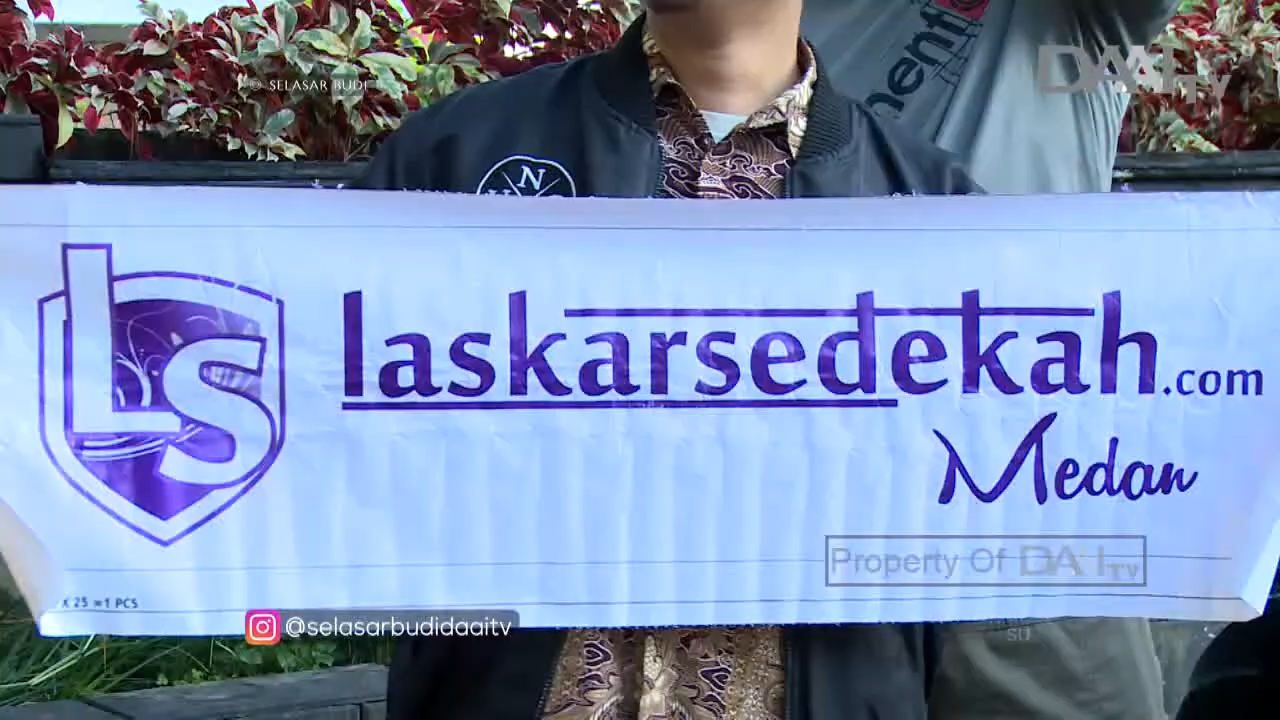 © SELASAR BUDI
DAAI TV
N
LS
laskarsedekah.com
Medan
Property Of DAAI TV
x 25 =1 PCS
@selasarbudidaaitv